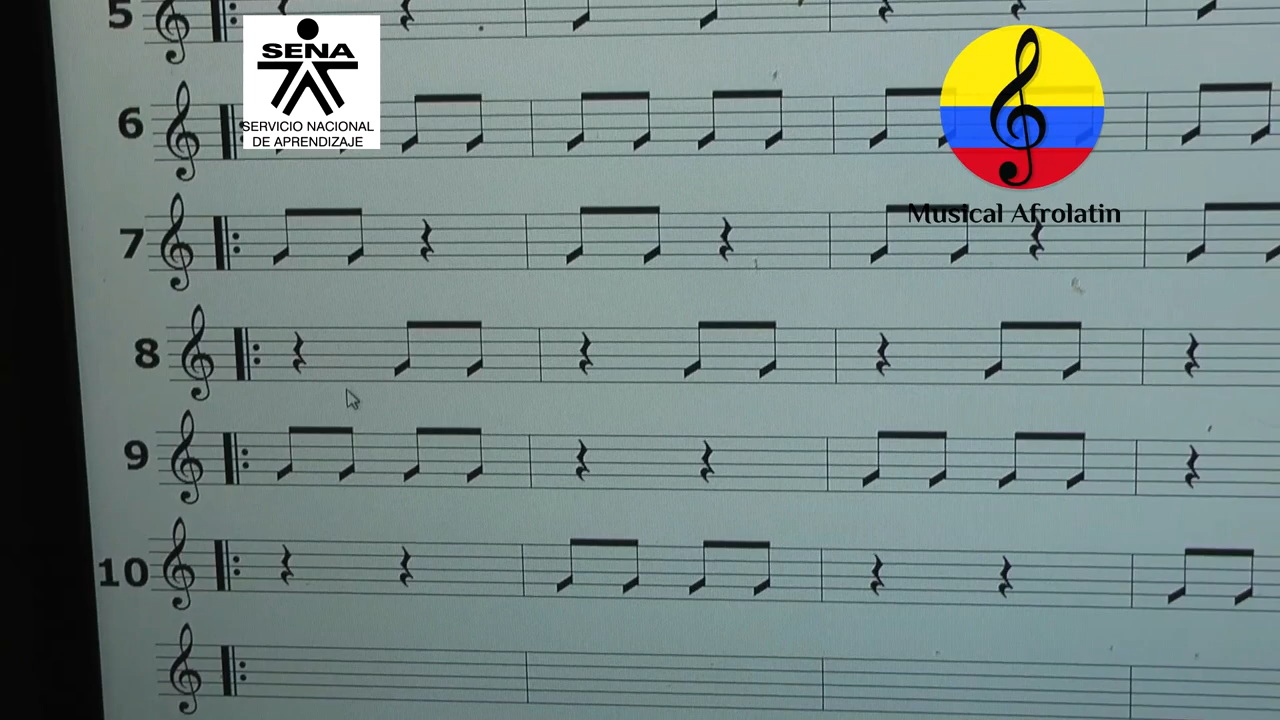 5
SENA
SERVICIO NACIONAL
DE APRENDIZAJE
6
Musical Afrolatin
7
8
9
10